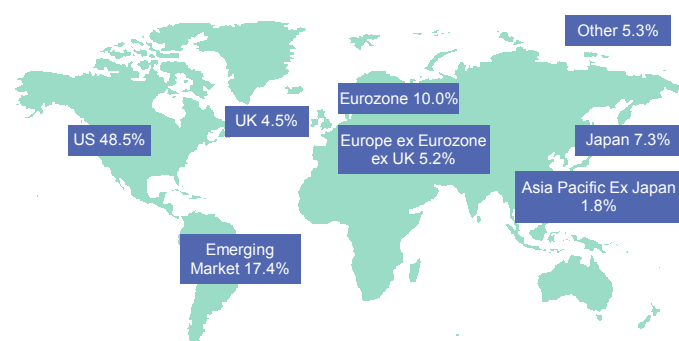 Other 5.3%
Eurozone 10.0%
UK 4.5%
US 48.5%
Europe ex Eurozone
ex UK 5.2%
Japan 7.3%
Asia Pacific Ex Japan
1.8%
Emerging
Market 17.4%